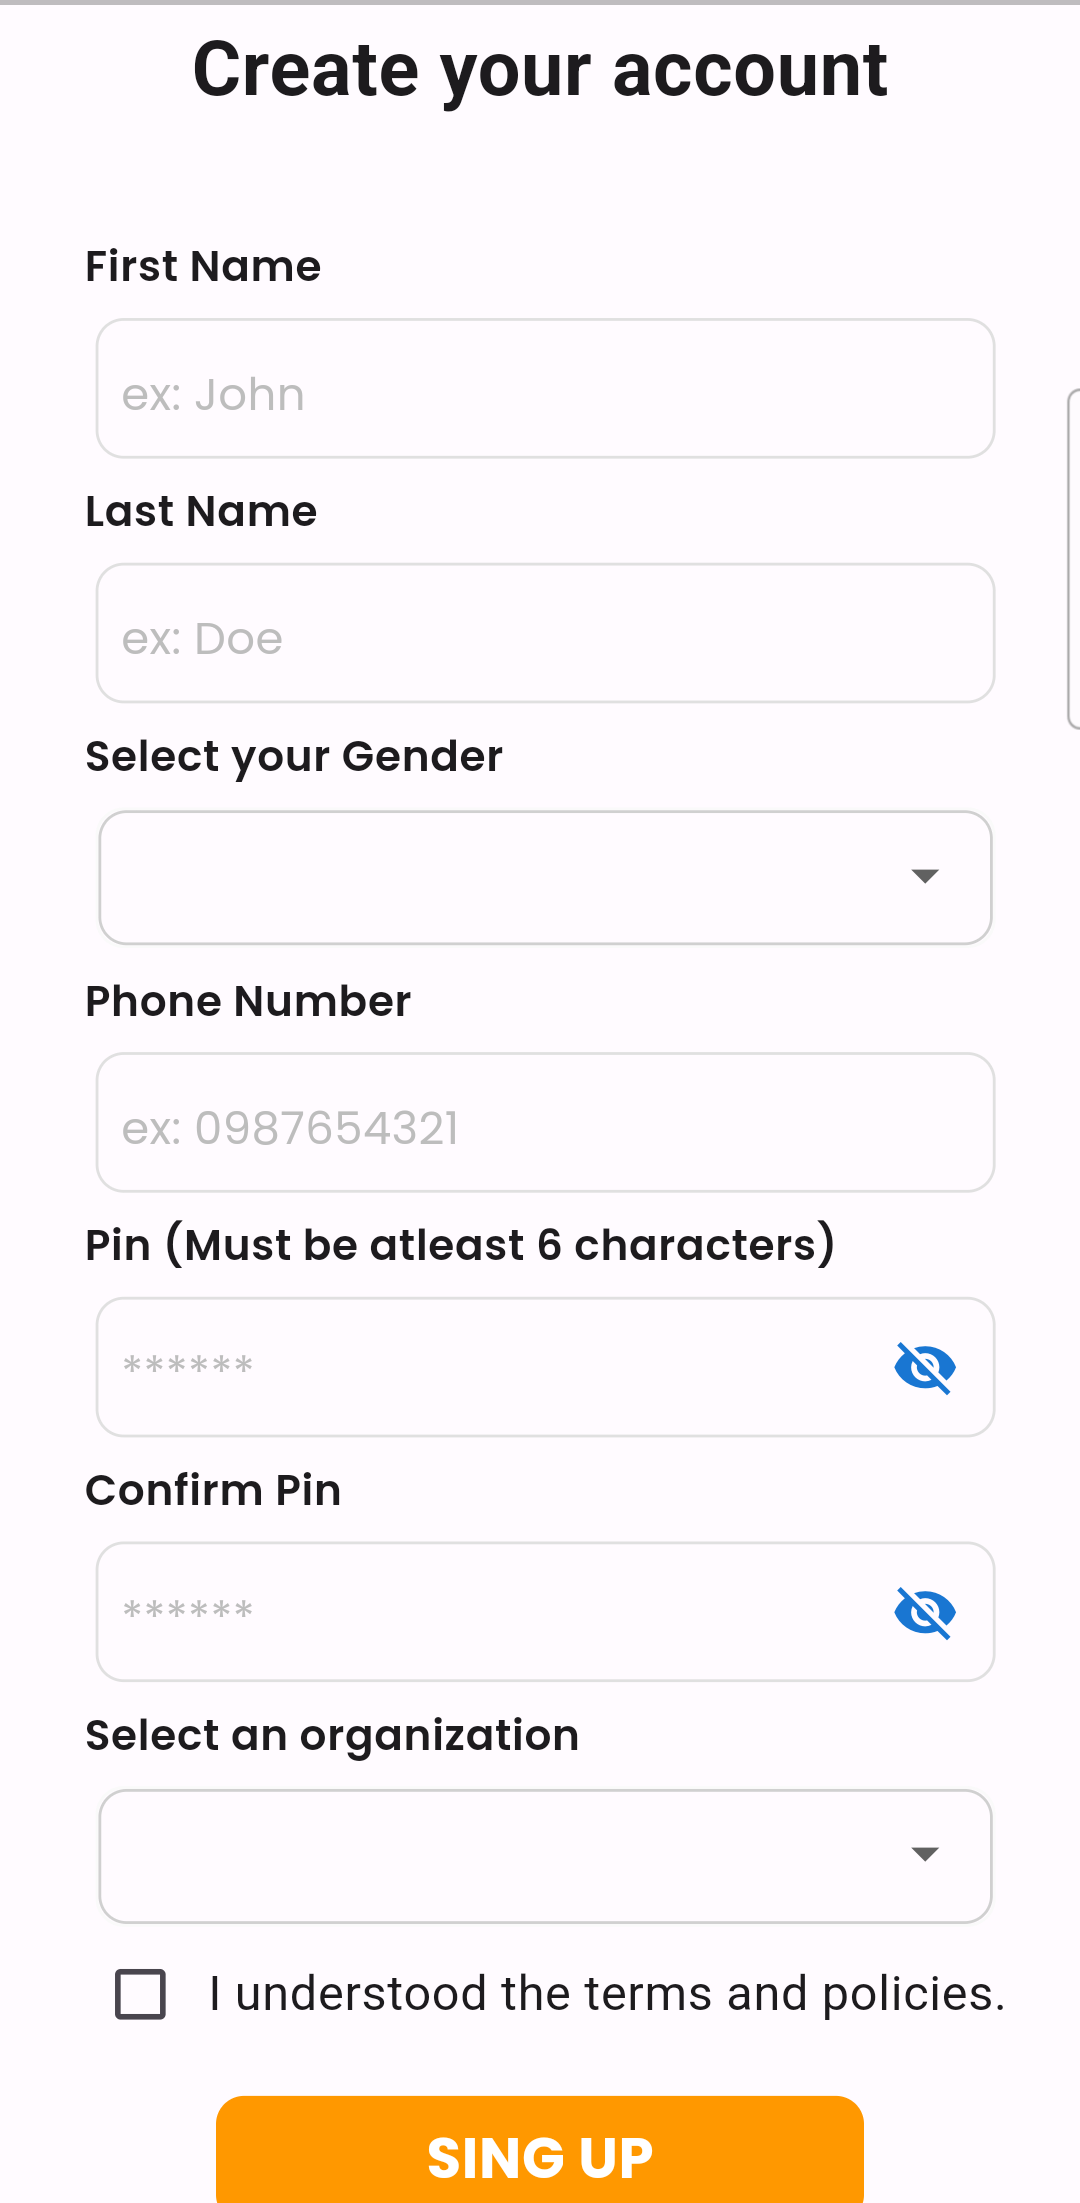 Create your account
First Name
ex: John
Last Name
ex: Doe
Select your Gender
Phone Number
ex: 0987654321
Pin (Must be atleast 6 characters)
******
Confirm Pin
******
Select an organization
I understood the terms and policies.
SING UP